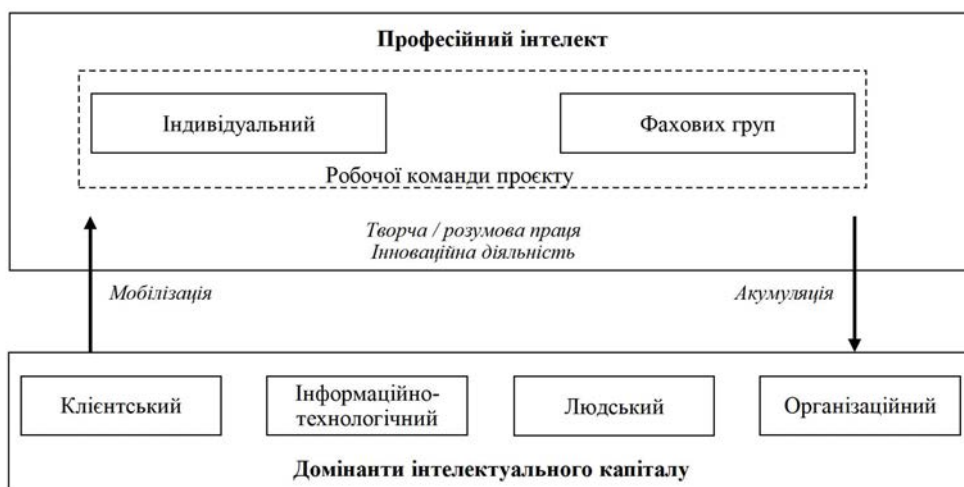 Професійний інтелект
Індивідуальний
Фахових груп
Робочої команди проєкту
Творча / розумова праця
Інноваційна діяльність
Мобілізація
Акумуляція
Клієнтський
Інформаційно-
технологічний
Людський
Організаційний
Домінанти інтелектуального капіталу